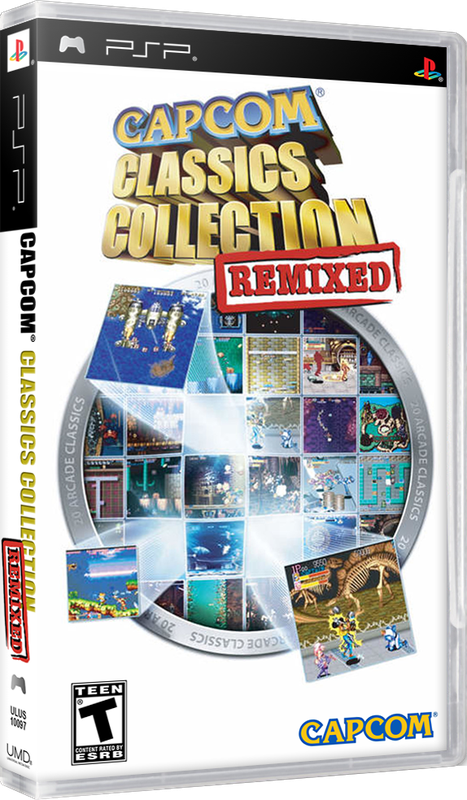 PSP
CAPCOM®
CLASSICS
COLLECTION
REMIXED
20 ARCADE CLASSICS
20 ARCADE CLASSICS
20 ARCADE CLASSICS
TEEN
T
CONTENT RATED BY
ESRB
CAPCOM®
PSP
CAPCOM® CLASSICS COLLECTION
REMIXED
ULUS
10097
UMD